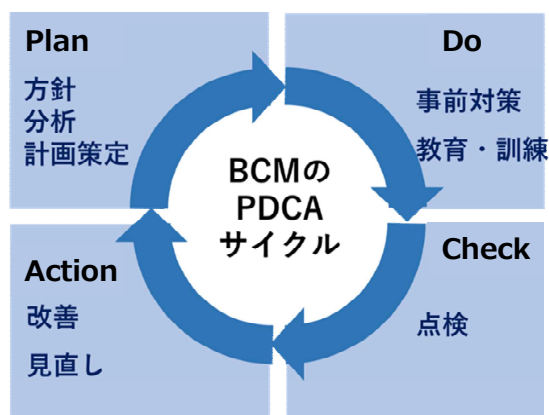 Plan
方針
分析
計画策定
Do
事前対策
教育・訓練
BCMの
PDCA
サイクル
Check
点検
Action
改善
見直し